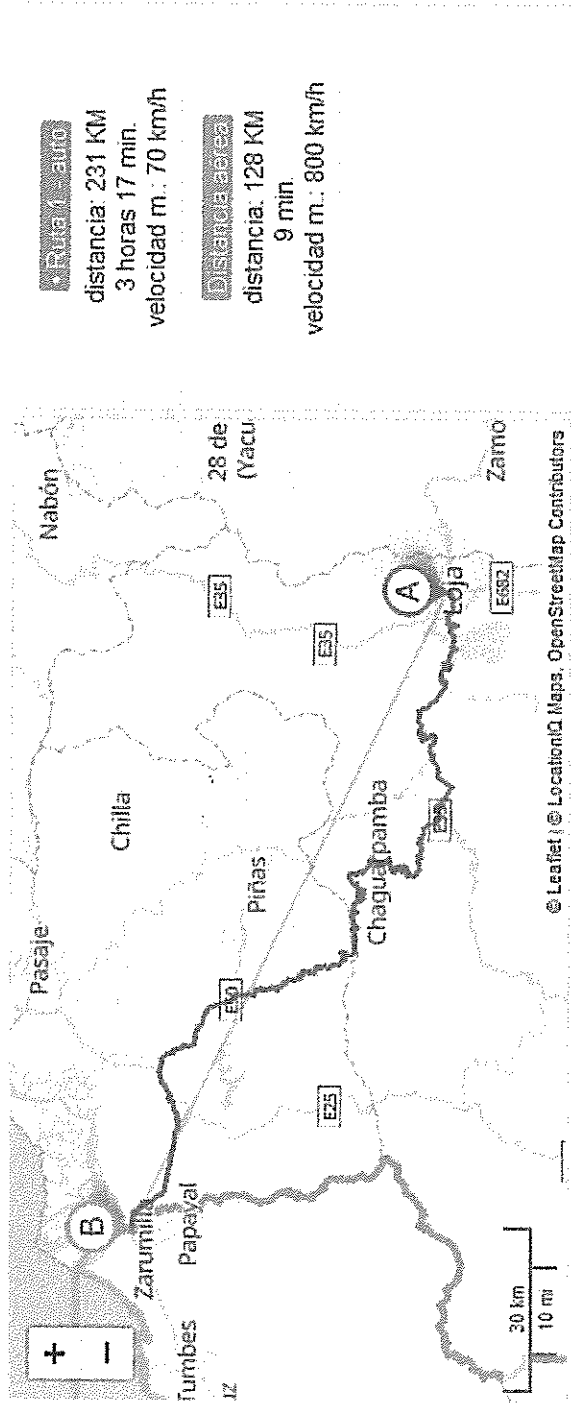 Ruta 1 - auto
distancia: 231 KM
3 horas 17 min.
velocidad m.: 70 km/h
Distancia aérea
distancia: 128 KM
9 min.
velocidad m.: 800 km/h
+
−
B
Pasaje
Nabón
Chilla
Zarumilla
Papayal
Tumbes
Piñas
28 de
(Yacu
E35
E50
E35
E25
Chaguarpamba
A
Loja
E35
E682
Zamo
30 km
10 mi
© Leaflet | © LocationIQ Maps, OpenStreetMap Contributors